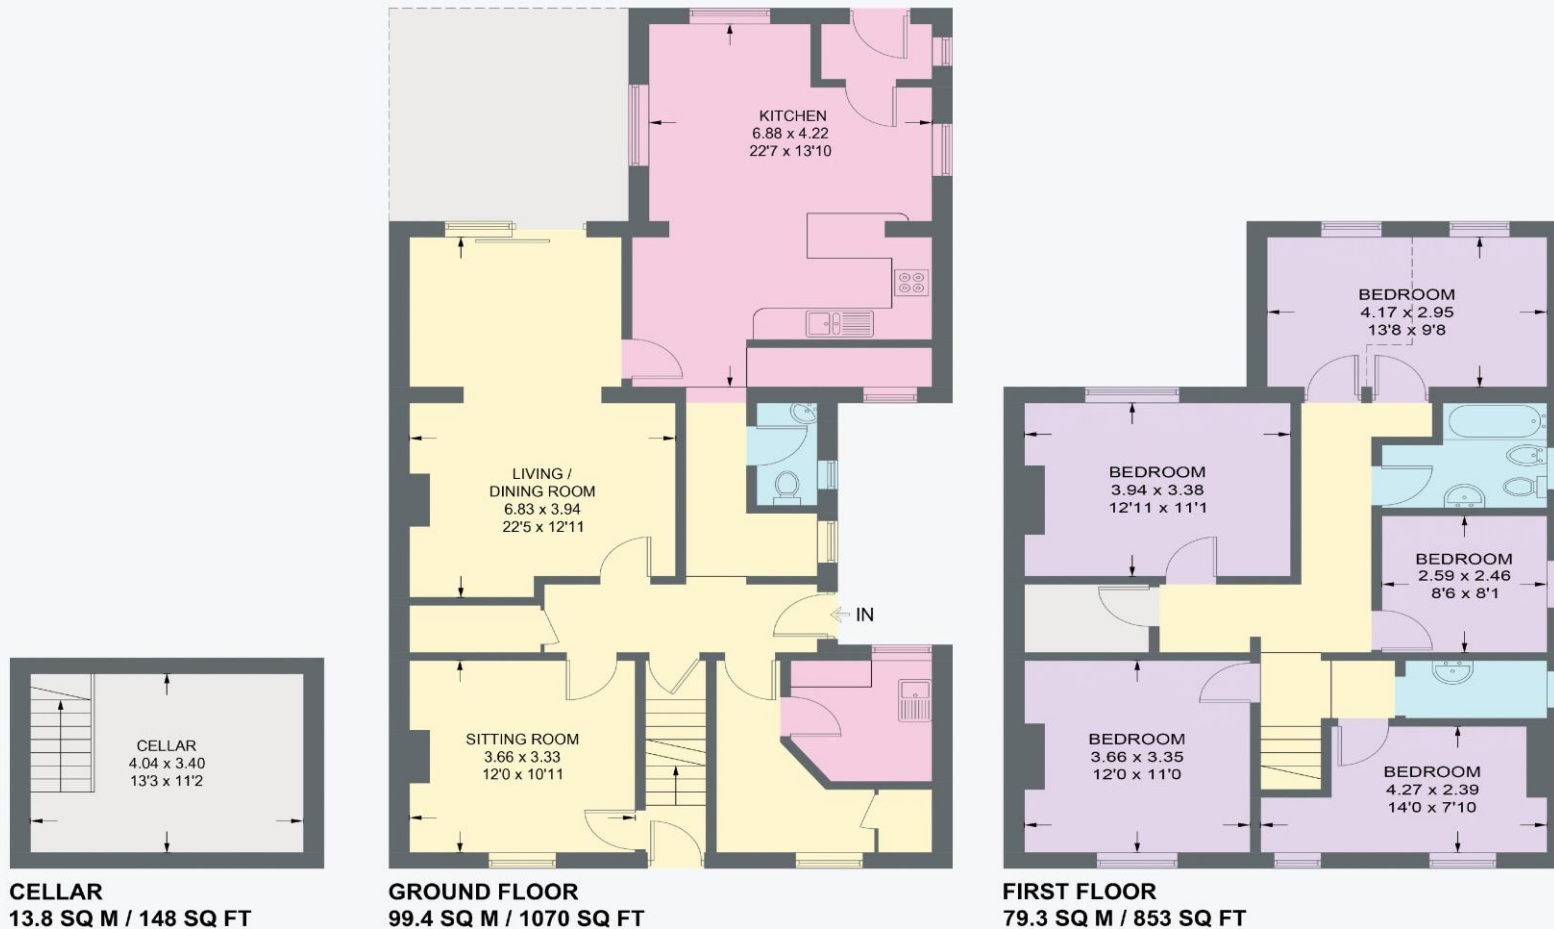 KITCHEN
6.88 x 4.22
22'7 x 13'10
LIVING /
DINING ROOM
6.83 x 3.94
22'5 x 12'11
IN
SITTING ROOM
3.66 x 3.33
12'0 x 10'11
CELLAR
4.04 x 3.40
13'3 x 11'2
BEDROOM
4.17 x 2.95
13'8 x 9'8
BEDROOM
3.94 x 3.38
12'11 x 11'1
BEDROOM
2.59 x 2.46
8'6 x 8'1
BEDROOM
3.66 x 3.35
12'0 x 11'0
BEDROOM
4.27 x 2.39
14'0 x 7'10
CELLAR
13.8 SQ M / 148 SQ FT
GROUND FLOOR
99.4 SQ M / 1070 SQ FT
FIRST FLOOR
79.3 SQ M / 853 SQ FT